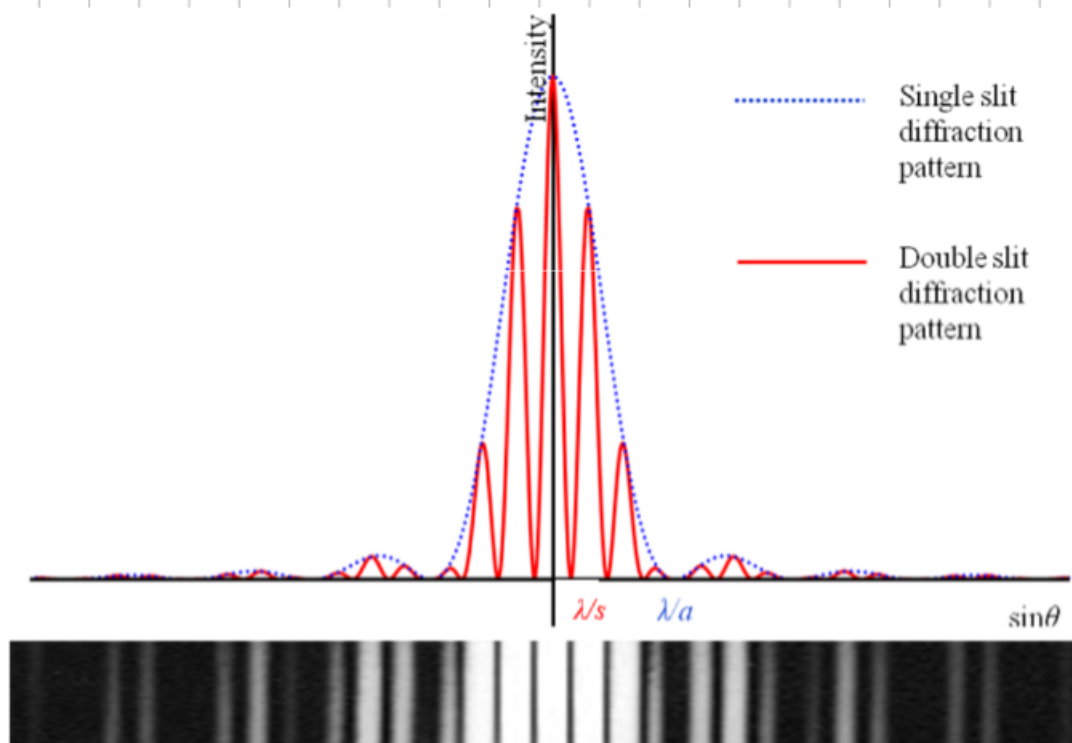 Intensity
Single slit
diffraction
pattern
Double slit
diffraction
pattern
λ/s
λ/a
sinθ